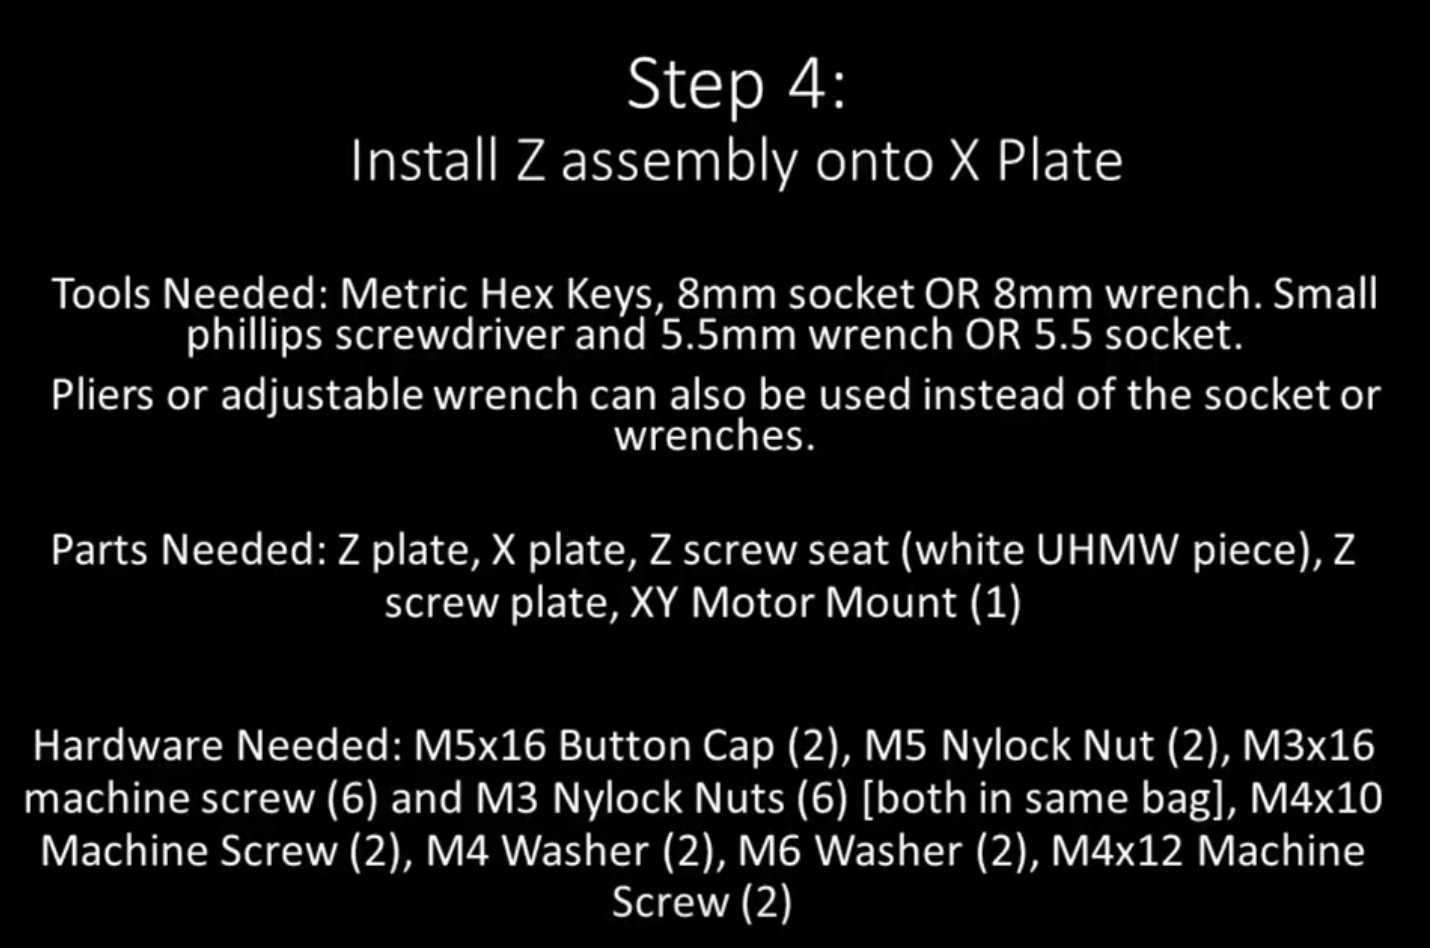 Step 4:
Install Z assembly onto X Plate
Tools Needed: Metric Hex Keys, 8mm socket OR 8mm wrench. Small
phillips screwdriver and 5.5mm wrench OR 5.5 socket.
Pliers or adjustable wrench can also be used instead of the socket or
wrenches.
Parts Needed: Z plate, X plate, Z screw seat (white UHMW piece), Z
screw plate, XY Motor Mount (1)
Hardware Needed: M5x16 Button Cap (2), M5 Nylock Nut (2), M3x16
machine screw (6) and M3 Nylock Nuts (6) [both in same bag], M4x10
Machine Screw (2), M4 Washer (2), M6 Washer (2), M4x12 Machine
Screw (2)